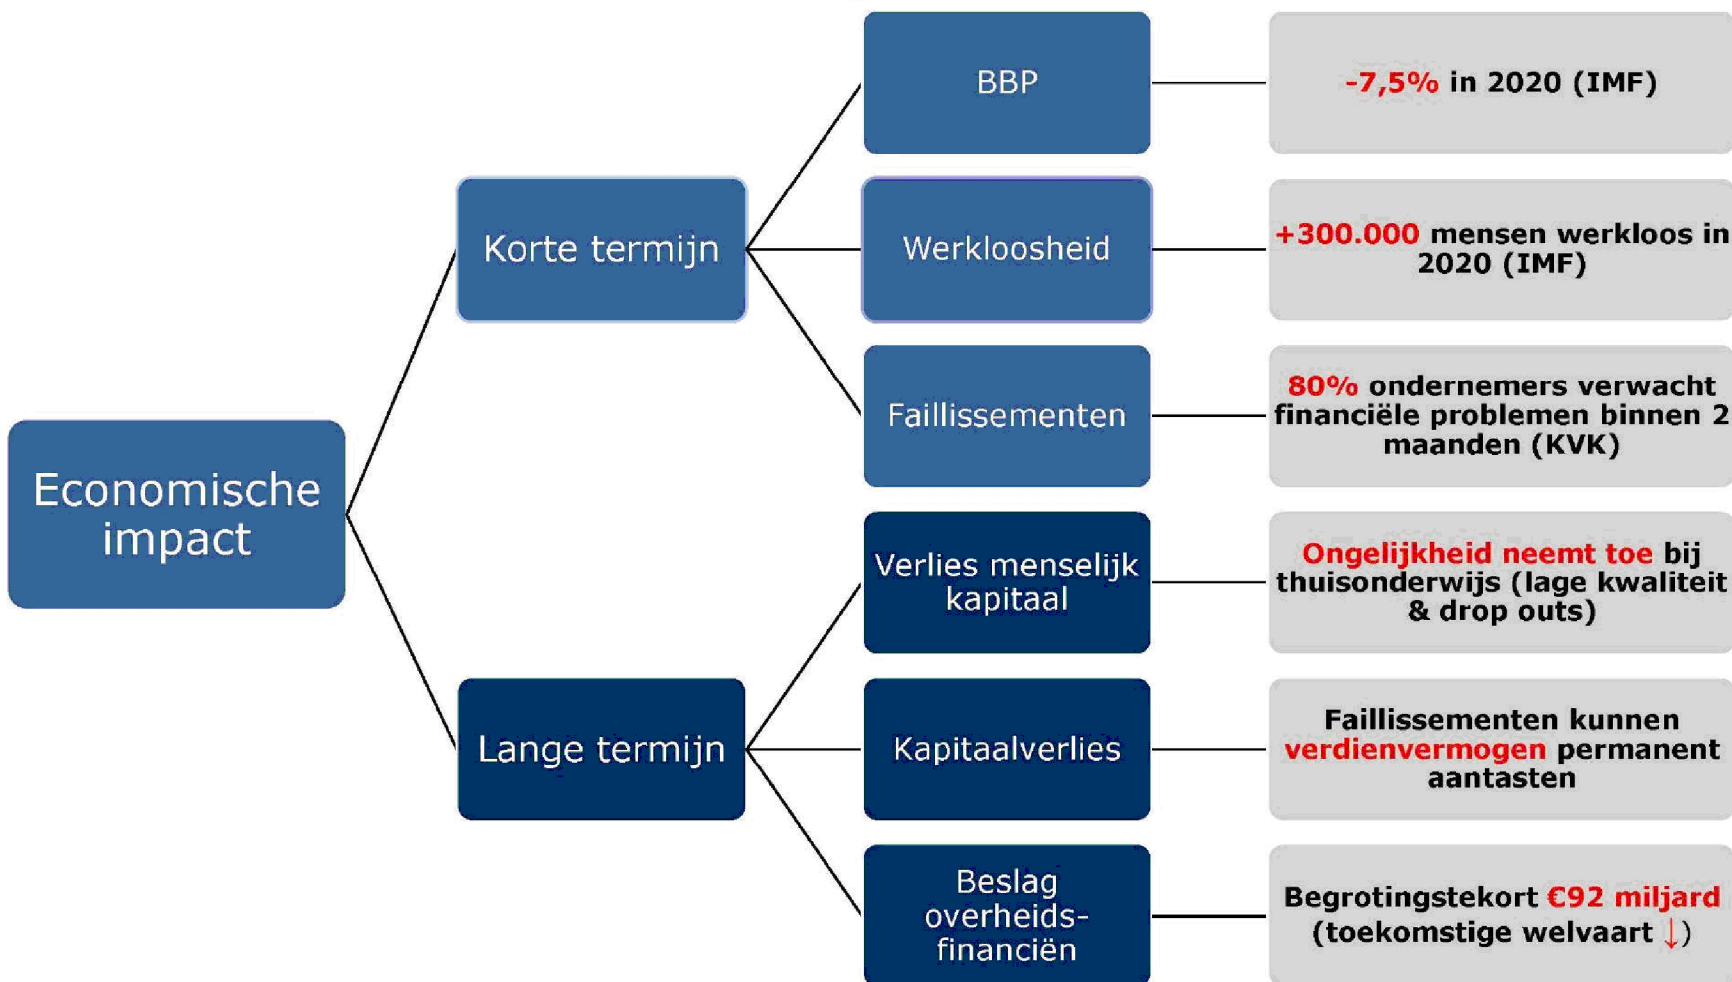 Economische
impact
Korte termijn
BBP
-7,5% in 2020 (IMF)
Werkloosheid
+300.000 mensen werkloos in
2020 (IMF)
Faillissementen
80% ondernemers verwacht
financiële problemen binnen 2
maanden (KVK)
Lange termijn
Verlies menselijk
kapitaal
Ongelijkheid neemt toe bij
thuisonderwijs (lage kwaliteit
& drop outs)
Kapitaalverlies
Faillissementen kunnen
verdienvermogen permanent
aantasten
Beslag
overheids-
financiën
Begrotingstekort €92 miljard
(toekomstige welvaart ↓)